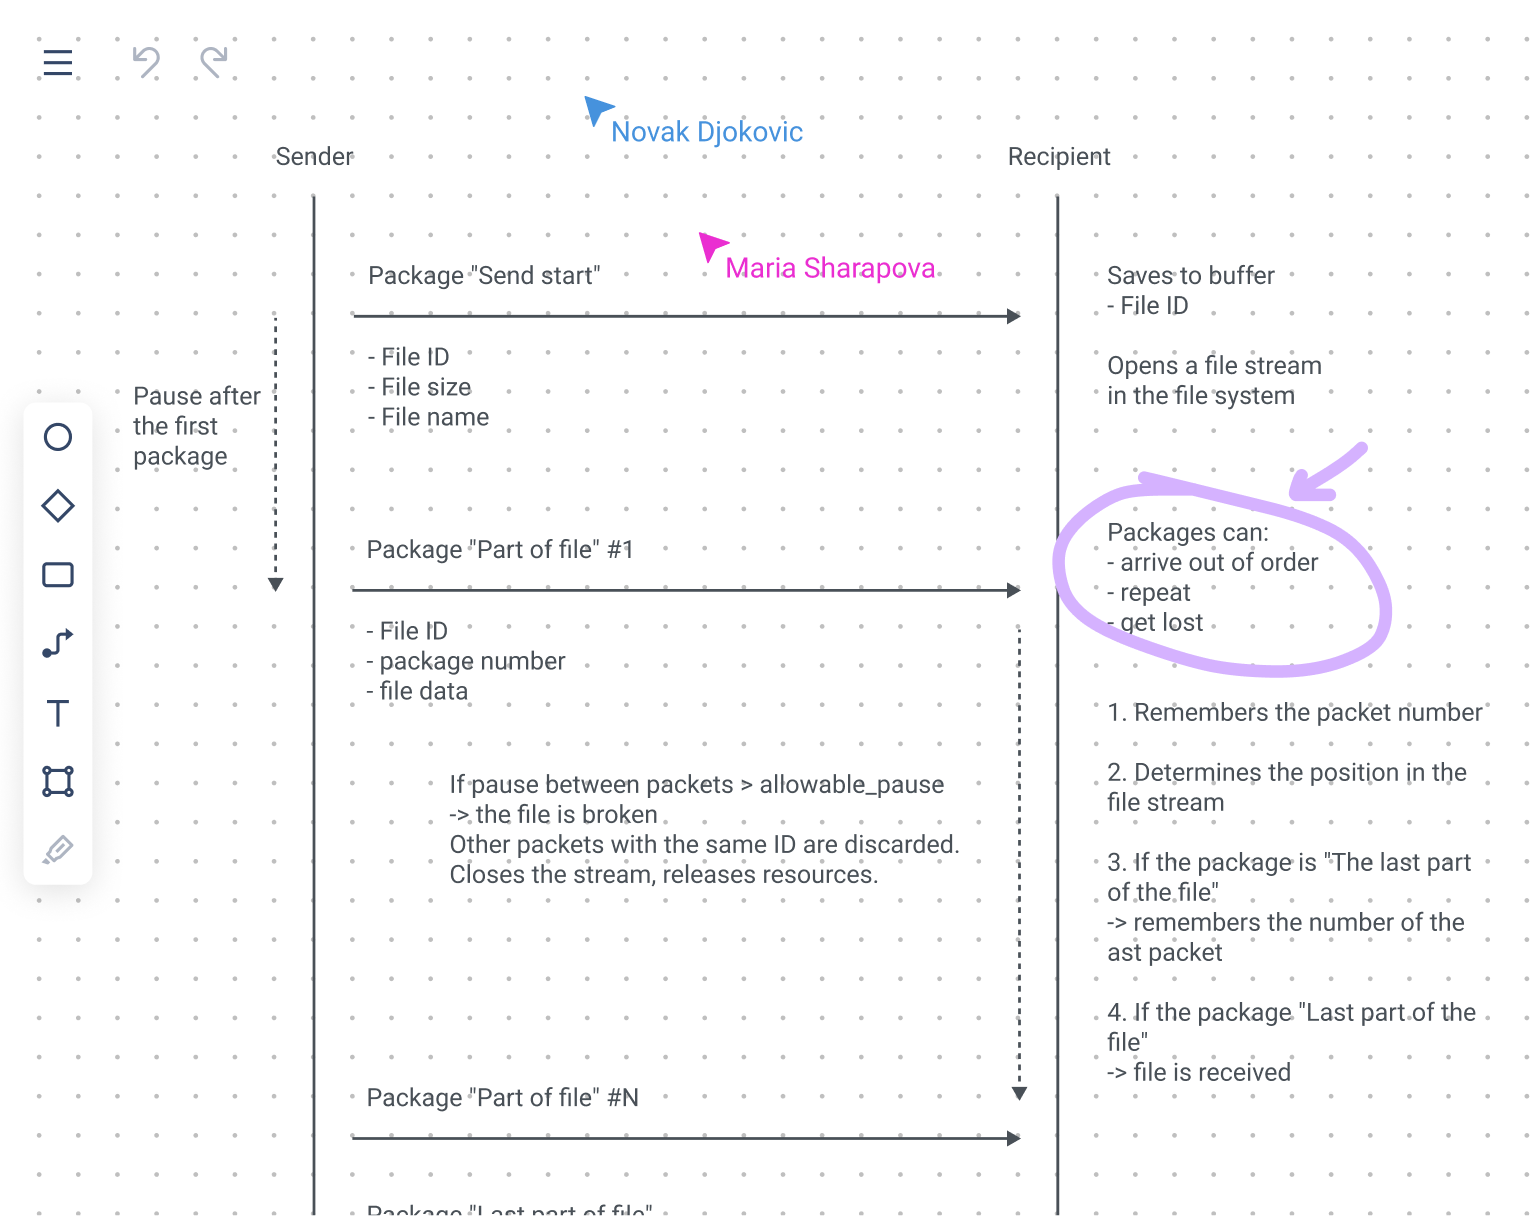 Novak Djokovic
Sender
Recipient
Maria Sharapova
Package "Send start"
- File ID
- File size
- File name
Pause after
the first
package
Saves to buffer
- File ID
Opens a file stream
in the file system
Package "Part of file" #1
- File ID
- package number
- file data
Packages can:
- arrive out of order
- repeat
- get lost
If pause between packets > allowable_pause
-> the file is broken
Other packets with the same ID are discarded.
Closes the stream, releases resources.
1. Remembers the packet number
2. Determines the position in the
file stream
3. If the package is "The last part
of the file"
-> remembers the number of the
ast packet
4. If the package "Last part of the
file"
-> file is received
Package "Part of file" #N
Package "Last part of file"